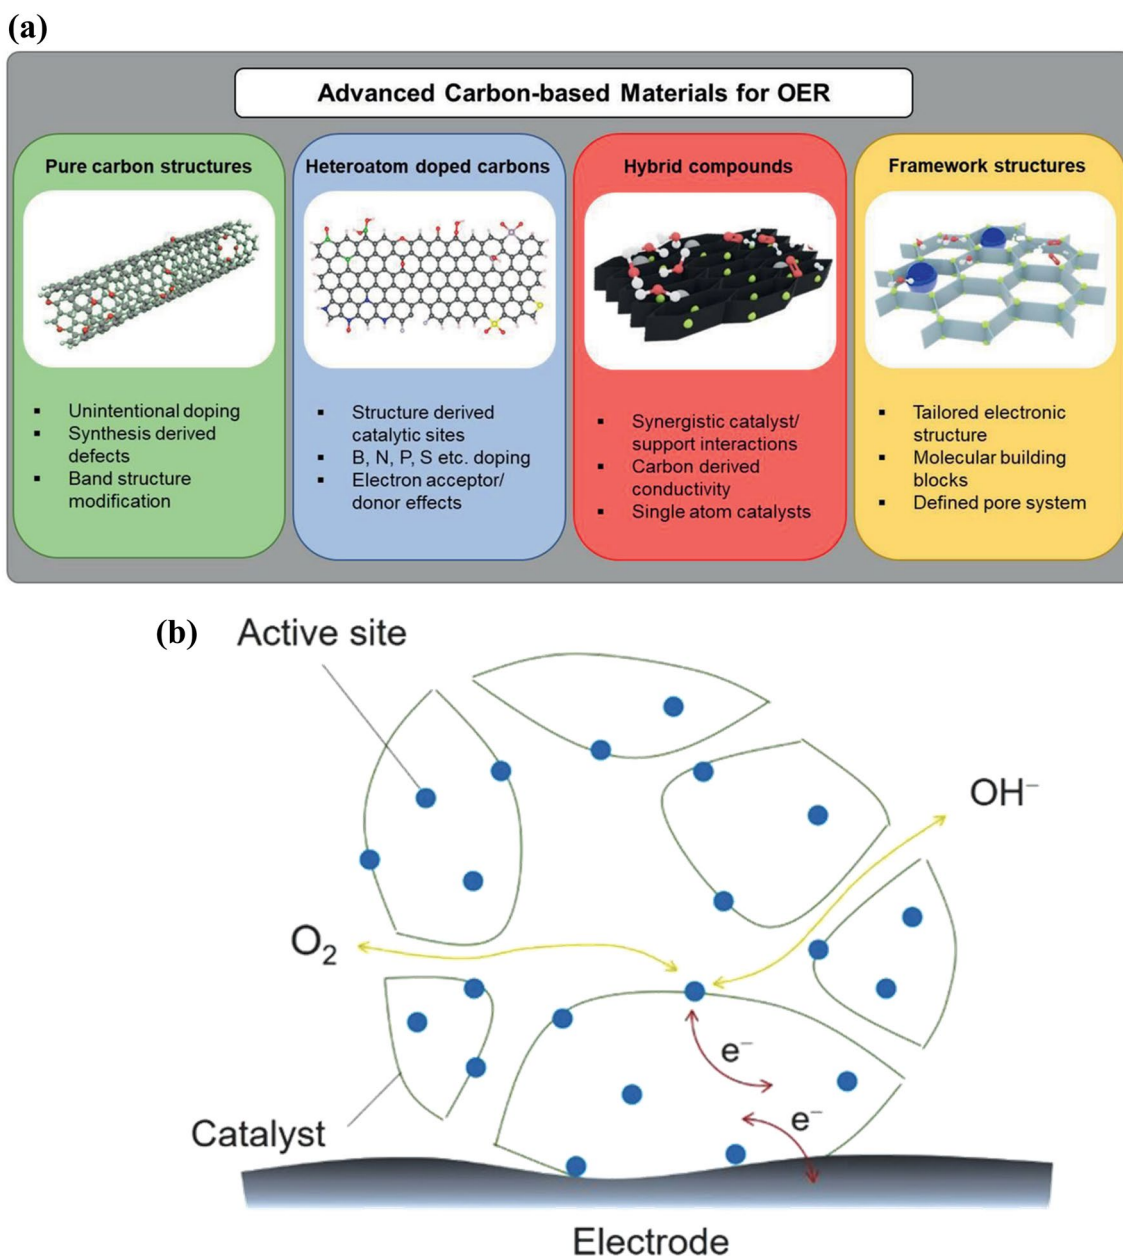 (a)
Advanced Carbon-based Materials for OER
Pure carbon structures
▪ Unintentional doping
▪ Synthesis derived
defects
▪ Band structure
modification
Heteroatom doped carbons
▪ Structure derived
catalytic sites
▪ B, N, P, S etc. doping
▪ Electron acceptor/
donor effects
Hybrid compounds
▪ Synergistic catalyst/
support interactions
▪ Carbon derived
conductivity
▪ Single atom catalysts
Framework structures
▪ Tailored electronic
structure
▪ Molecular building
blocks
▪ Defined pore system
(b)
Active site
OH⁻
O₂
e⁻
e⁻
Catalyst
Electrode